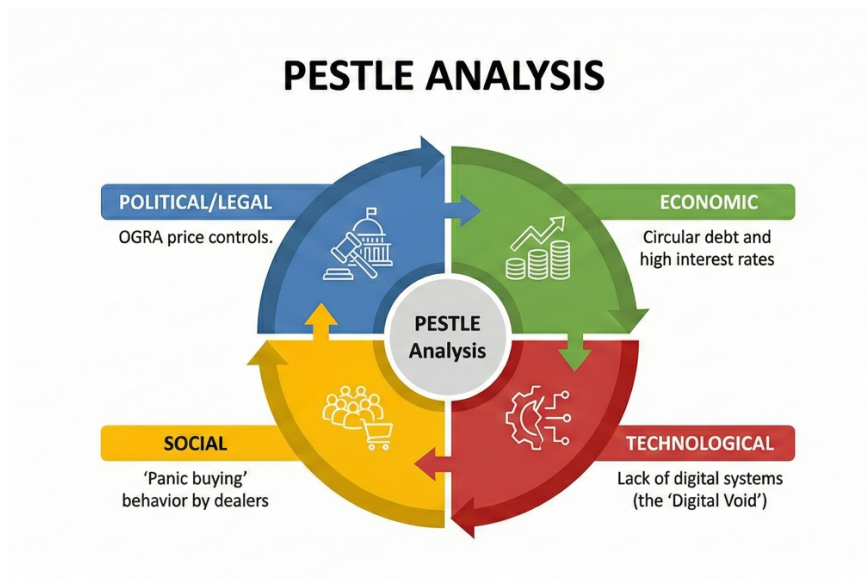 PESTLE ANALYSIS
POLITICAL/LEGAL
OGRA price controls.
ECONOMIC
Circular debt and
high interest rates
PESTLE
Analysis
SOCIAL
‘Panic buying’
behavior by dealers
TECHNOLOGICAL
Lack of digital systems
(the ‘Digital Void’)